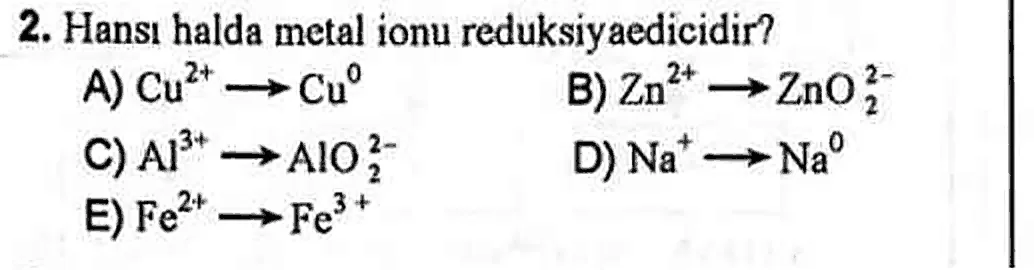 2. Hansı halda metal ionu reduksiyaedicidir?
A) Cu²⁺ → Cu⁰ B) Zn²⁺ → ZnO₂²⁻
C) Al³⁺ → AlO₂²⁻ D) Na⁺ → Na⁰
E) Fe²⁺ → Fe³⁺